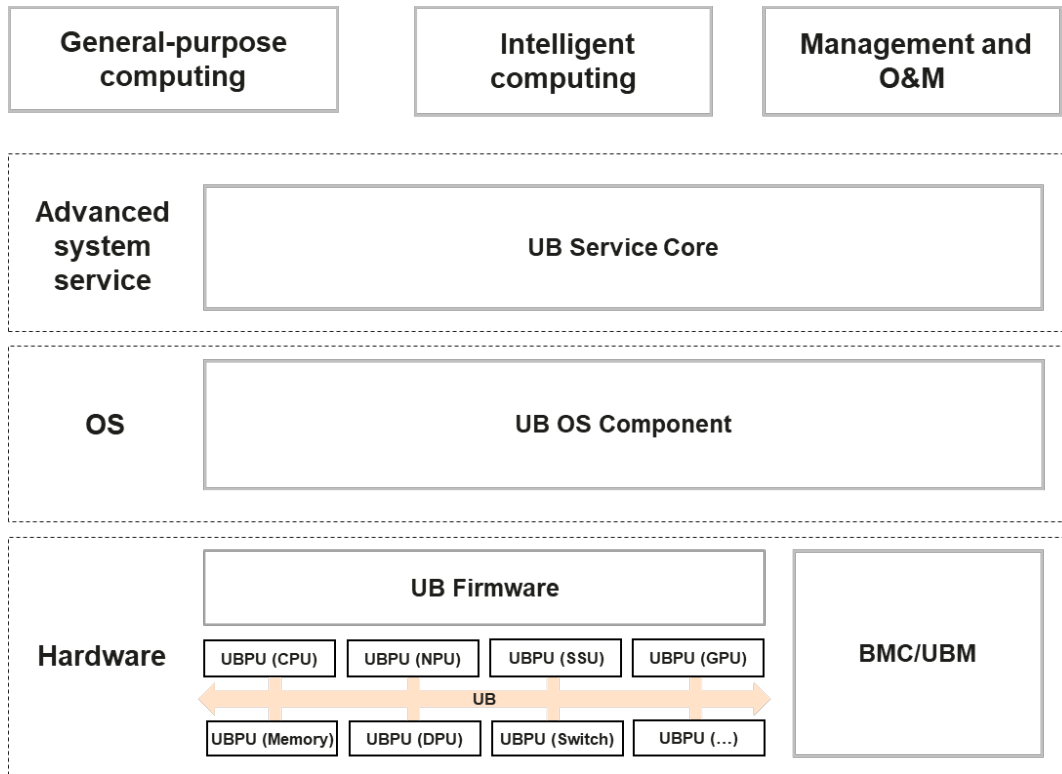 General-purpose
computing
Intelligent
computing
Management and
O&M
Advanced
system
service
UB Service Core
OS
UB OS Component
Hardware
UB Firmware
UBPU (CPU)
UBPU (NPU)
UBPU (SSU)
UBPU (GPU)
UB
UBPU (Memory)
UBPU (DPU)
UBPU (Switch)
UBPU (...)
BMC/UBM